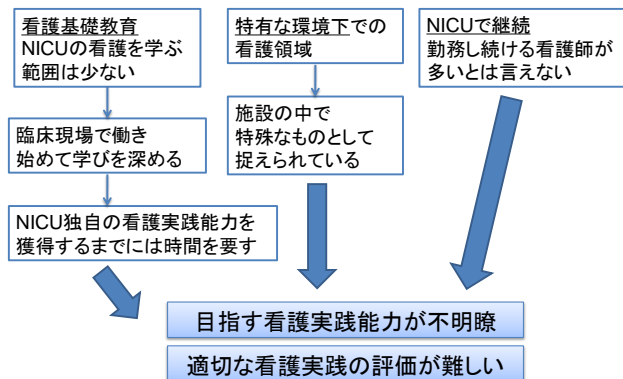 看護基礎教育
NICUの看護を学ぶ
範囲は少ない
臨床現場で働き
始めて学びを深める
NICU独自の看護実践能力を
獲得するまでには時間を要す
特有な環境下での
看護領域
施設の中で
特殊なものとして
捉えられている
NICUで継続
勤務し続ける看護師が
多いとは言えない
目指す看護実践能力が不明瞭
適切な看護実践の評価が難しい